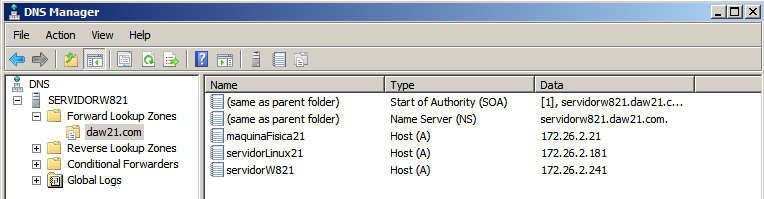 DNS Manager
File Action View Help
DNS
SERVIDORW821
Forward Lookup Zones
daw21.com
Reverse Lookup Zones
Conditional Forwarders
Global Logs
Name Type Data
(same as parent folder) Start of Authority (SOA) [1], servidorw821.daw21.c...
(same as parent folder) Name Server (NS) servidorw821.daw21.com.
maquinaFisica21 Host (A) 172.26.2.21
servidorLinux21 Host (A) 172.26.2.181
servidorW821 Host (A) 172.26.2.241